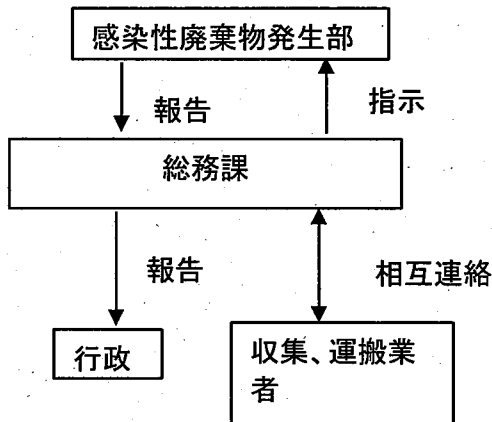 感染性廃棄物発生部
報告
指示
総務課
報告
相互連絡
行政
収集、運搬業
者